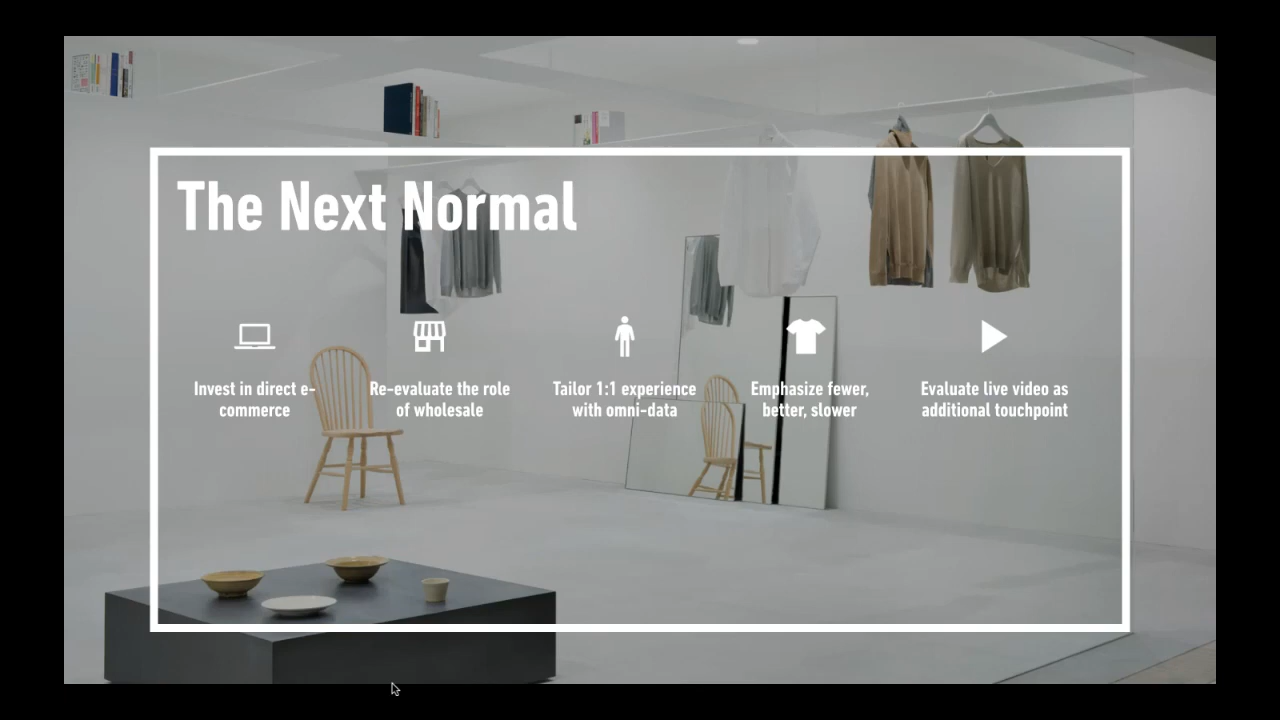 The Next Normal
Invest in direct e-
commerce
Re-evaluate the role
of wholesale
Tailor 1:1 experience
with omni-data
Emphasize fewer,
better, slower
Evaluate live video as
additional touchpoint